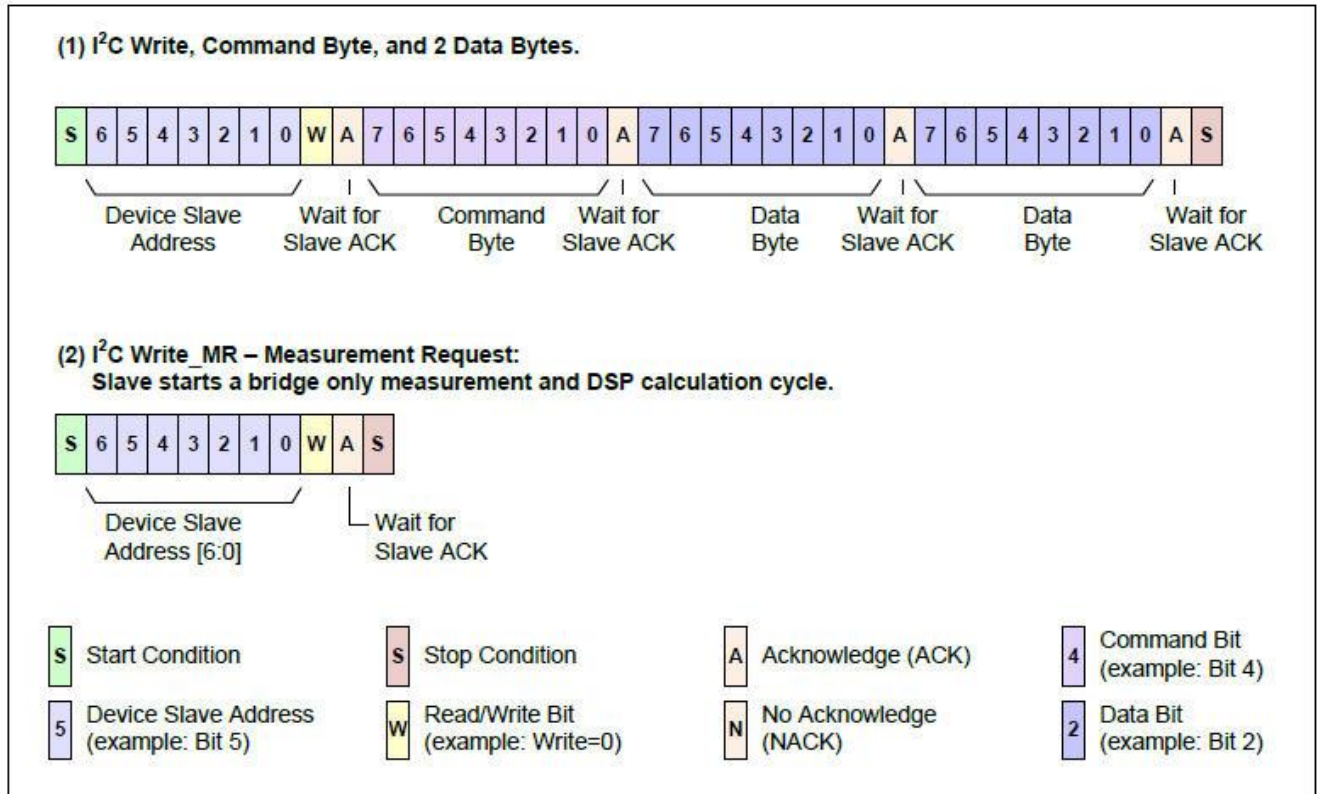 (1) I²C Write, Command Byte, and 2 Data Bytes.
S 6 5 4 3 2 1 0 W A 7 6 5 4 3 2 1 0 A 7 6 5 4 3 2 1 0 A 7 6 5 4 3 2 1 0 A S
Device Slave Address
Wait for Slave ACK
Command Byte
Wait for Slave ACK
Data Byte
Wait for Slave ACK
Data Byte
Wait for Slave ACK
(2) I²C Write_MR – Measurement Request:
Slave starts a bridge only measurement and DSP calculation cycle.
S 6 5 4 3 2 1 0 W A S
Device Slave
Address [6:0]
Wait for
Slave ACK
S Start Condition
S Stop Condition
A Acknowledge (ACK)
4 Command Bit
(example: Bit 4)
5 Device Slave Address
(example: Bit 5)
W Read/Write Bit
(example: Write=0)
N No Acknowledge
(NACK)
2 Data Bit
(example: Bit 2)